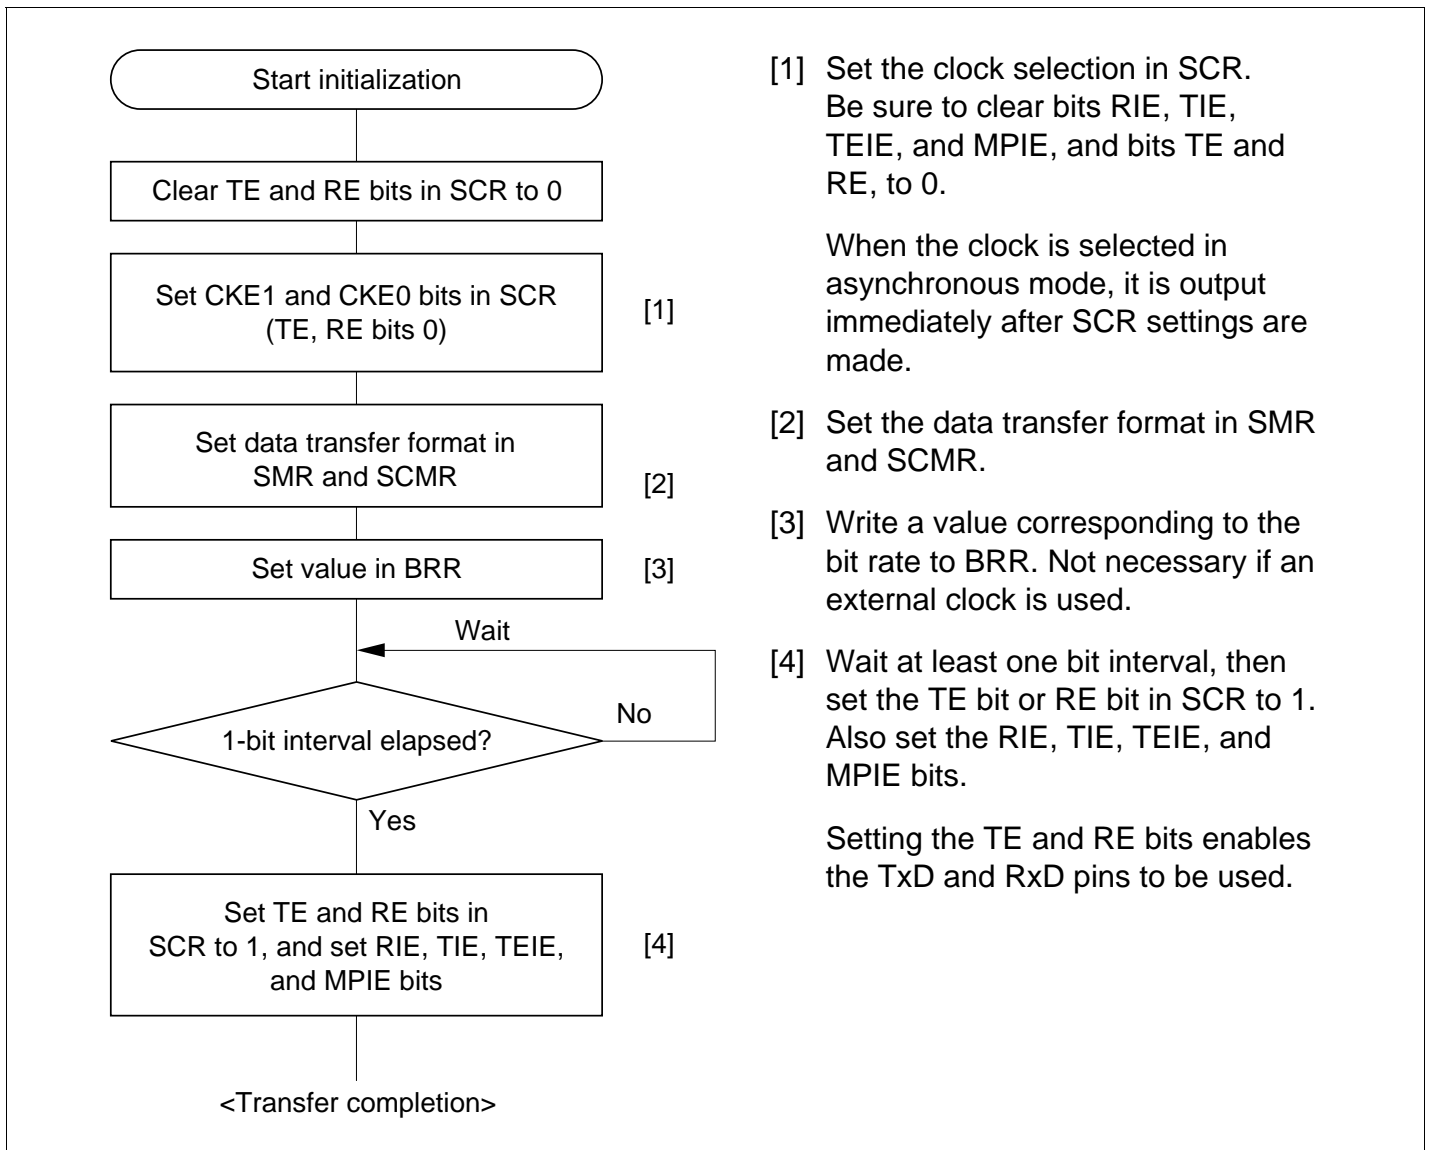 Start initialization
Clear TE and RE bits in SCR to 0
Set CKE1 and CKE0 bits in SCR
(TE, RE bits 0)
[1]
Set data transfer format in
SMR and SCMR
[2]
Set value in BRR
[3]
Wait
No
1-bit interval elapsed?
Yes
Set TE and RE bits in
SCR to 1, and set RIE, TIE, TEIE,
and MPIE bits
[4]
<Transfer completion>
[1] Set the clock selection in SCR.
Be sure to clear bits RIE, TIE,
TEIE, and MPIE, and bits TE and
RE, to 0.
When the clock is selected in
asynchronous mode, it is output
immediately after SCR settings are
made.
[2] Set the data transfer format in SMR
and SCMR.
[3] Write a value corresponding to the
bit rate to BRR. Not necessary if an
external clock is used.
[4] Wait at least one bit interval, then
set the TE bit or RE bit in SCR to 1.
Also set the RIE, TIE, TEIE, and
MPIE bits.
Setting the TE and RE bits enables
the TxD and RxD pins to be used.